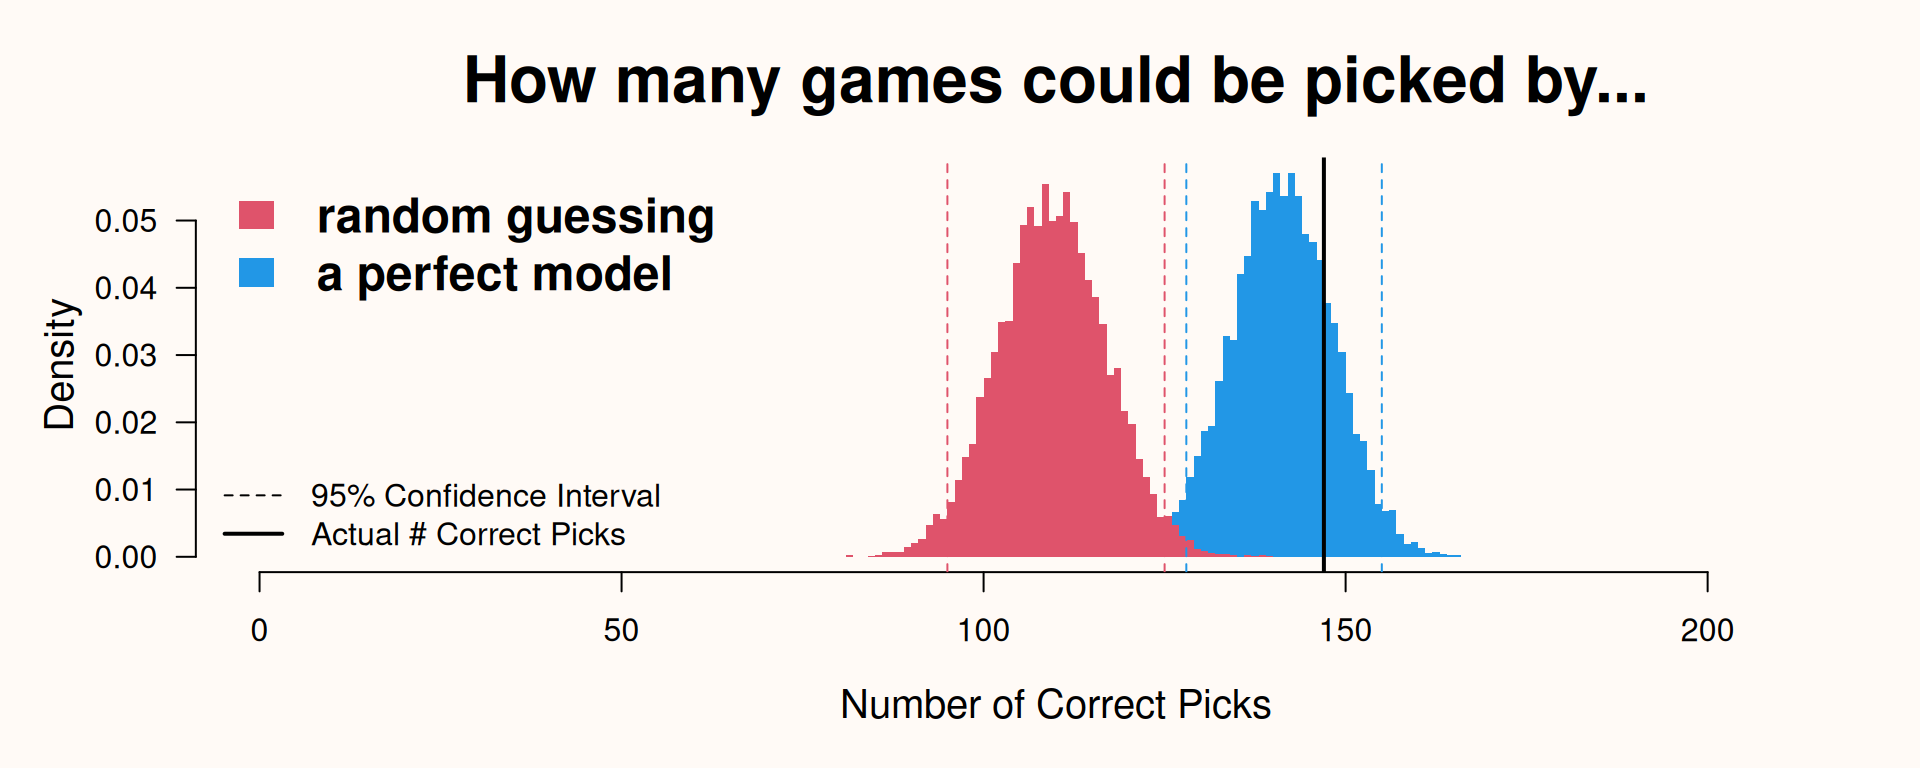 How many games could be picked by...
random guessing
a perfect model
0.05
0.04
0.03
0.02
0.01
0.00
Density
95% Confidence Interval
Actual # Correct Picks
0 50 100 150 200
Number of Correct Picks